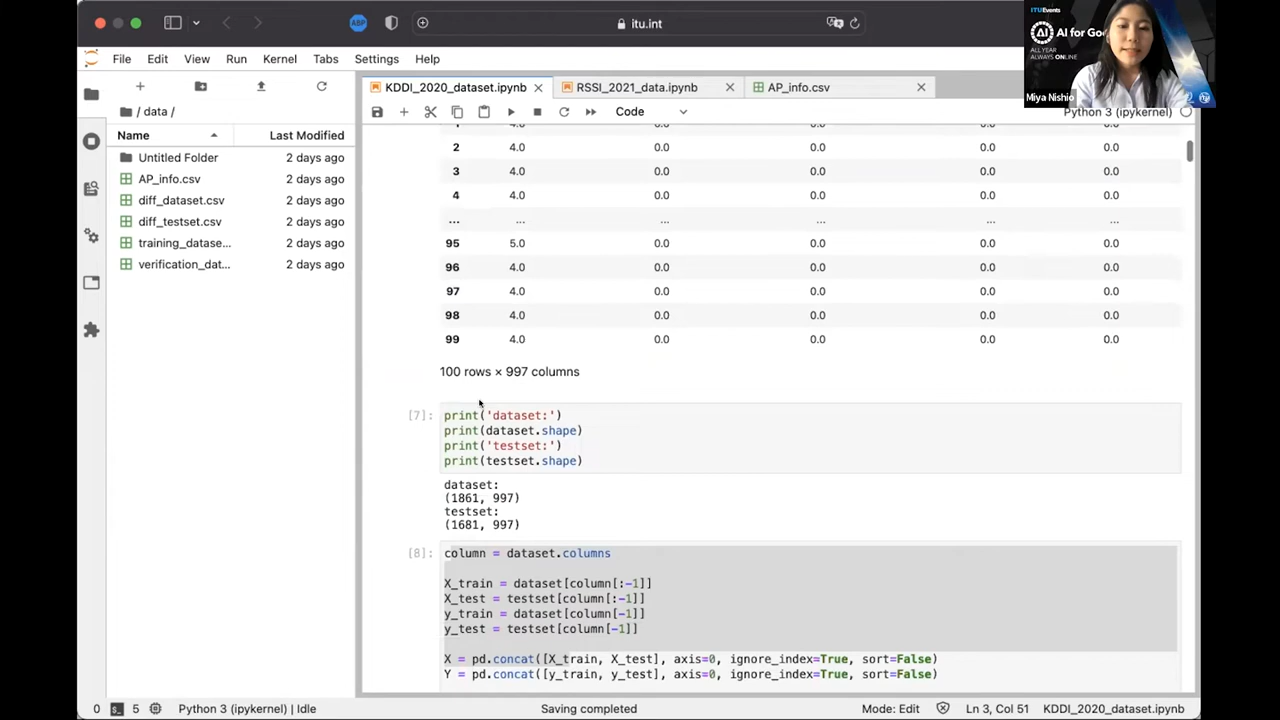 ABP
itu.int
ITUEvents
AI
AI for Goo
ALL YEAR
ALWAYS ONLINE
Miya Nishio
File Edit View Run Kernel Tabs Settings Help
KDDI_2020_dataset.ipynb
RSSI_2021_data.ipynb
AP_info.csv
/ data /
Code
Python 3 (ipykernel)
Name Last Modified
Untitled Folder 2 days ago
AP_info.csv 2 days ago
diff_dataset.csv 2 days ago
diff_testset.csv 2 days ago
training_datase... 2 days ago
verification_dat... 2 days ago
2 4.0 0.0 0.0 0.0 0.0
3 4.0 0.0 0.0 0.0 0.0
4 4.0 0.0 0.0 0.0 0.0
... ... ... ... ... ...
95 5.0 0.0 0.0 0.0 0.0
96 4.0 0.0 0.0 0.0 0.0
97 4.0 0.0 0.0 0.0 0.0
98 4.0 0.0 0.0 0.0 0.0
99 4.0 0.0 0.0 0.0 0.0
100 rows × 997 columns
[7]: print('dataset:')
print(dataset.shape)
print('testset:')
print(testset.shape)
dataset:
(1861, 997)
testset:
(1681, 997)
[8]: column = dataset.columns
X_train = dataset[column[:-1]]
X_test = testset[column[:-1]]
y_train = dataset[column[-1]]
y_test = testset[column[-1]]
X = pd.concat([X_train, X_test], axis=0, ignore_index=True, sort=False)
Y = pd.concat([y_train, y_test], axis=0, ignore_index=True, sort=False)
0 5 Python 3 (ipykernel) | Idle Saving completed Mode: Edit Ln 3, Col 51 KDDI_2020_dataset.ipynb